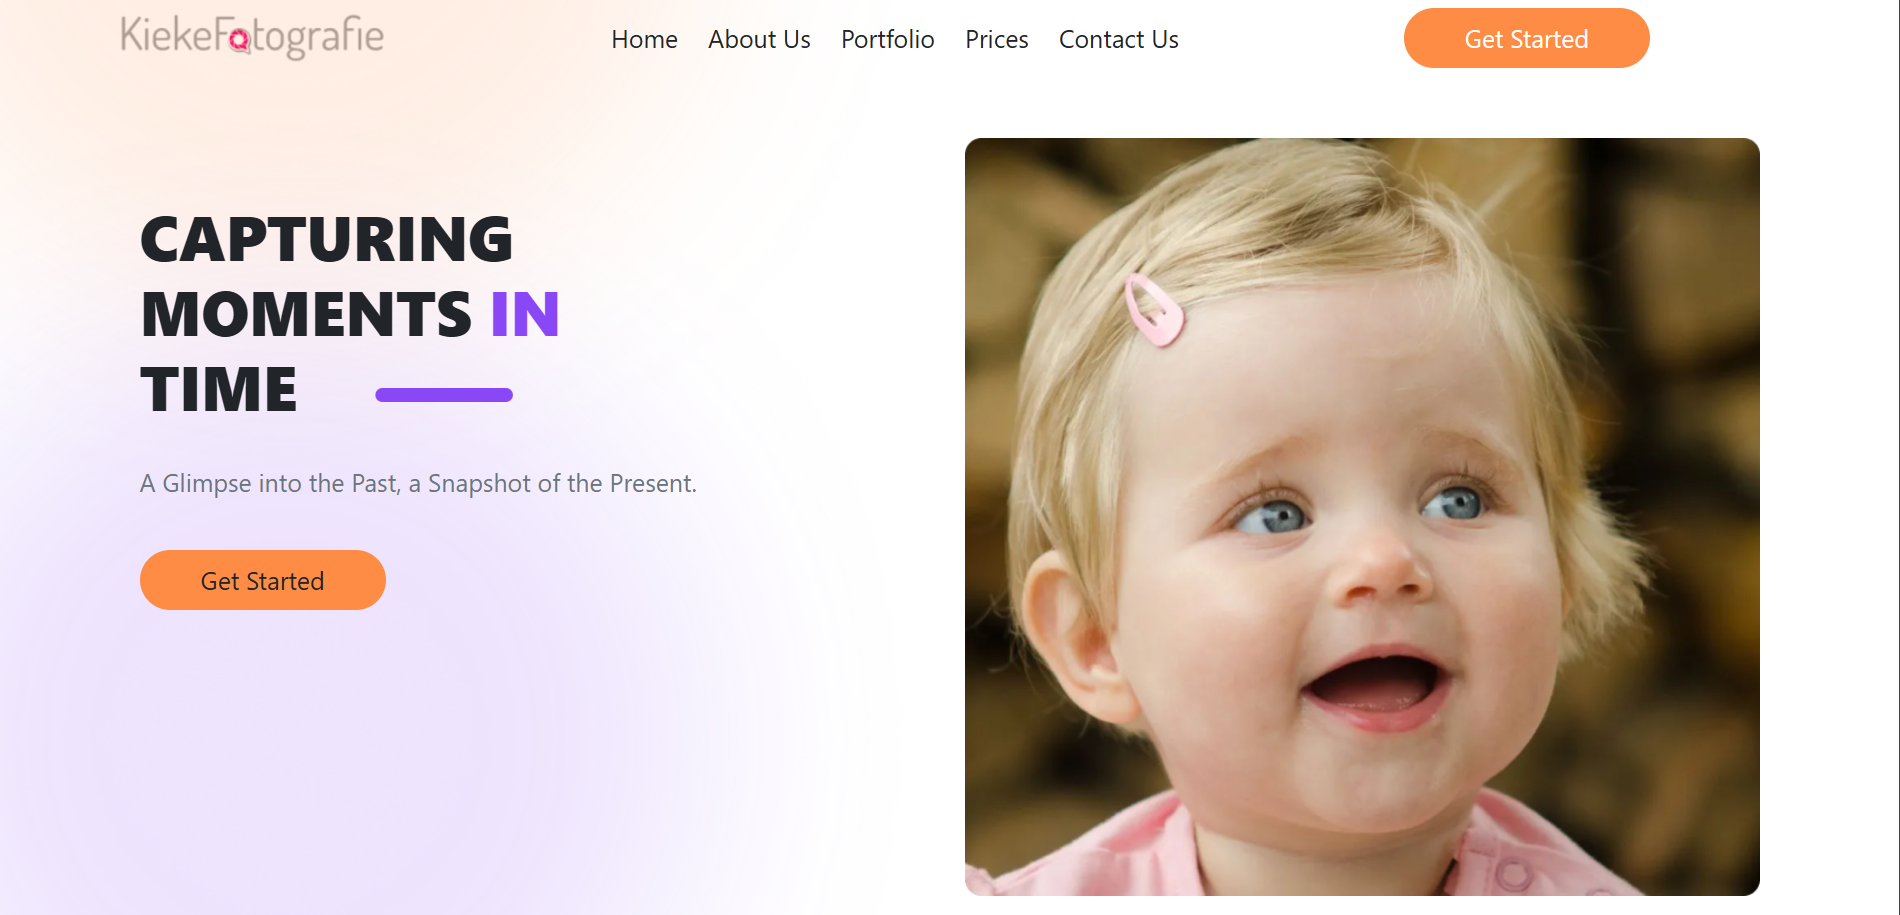 KiekeFotografie
Home About Us Portfolio Prices Contact Us
Get Started
CAPTURING
MOMENTS IN
TIME
A Glimpse into the Past, a Snapshot of the Present.
Get Started